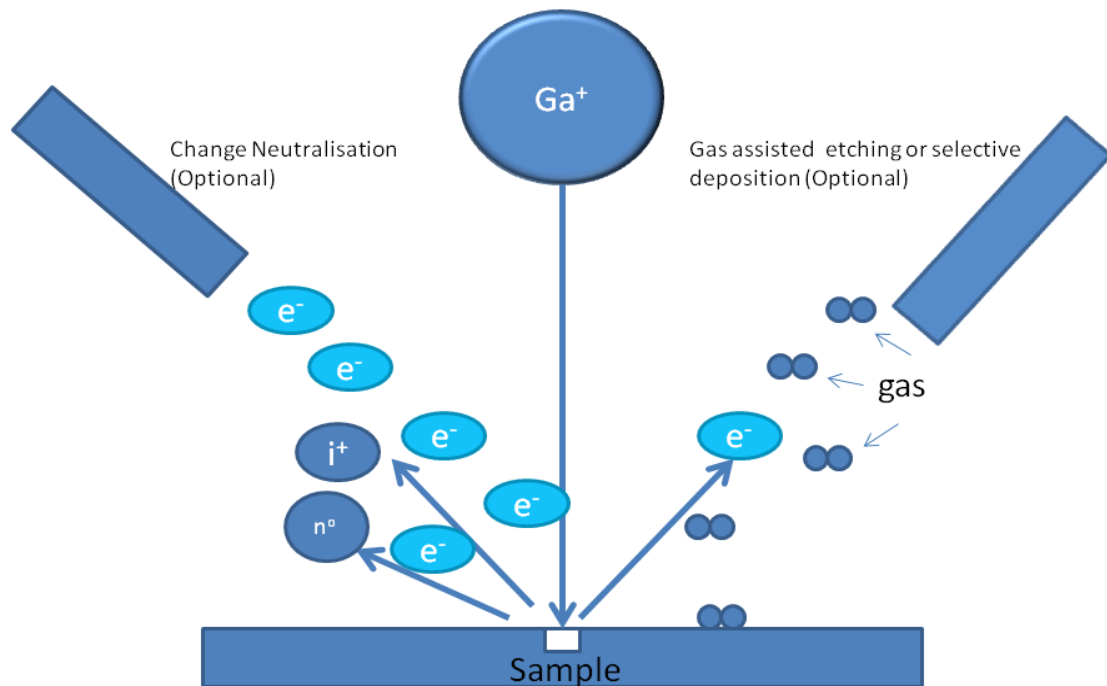 Ga⁺
Change Neutralisation
(Optional)
Gas assisted etching or selective
deposition (Optional)
e⁻
e⁻
gas
e⁻
e⁻
i⁺
e⁻
nº
e⁻
Sample